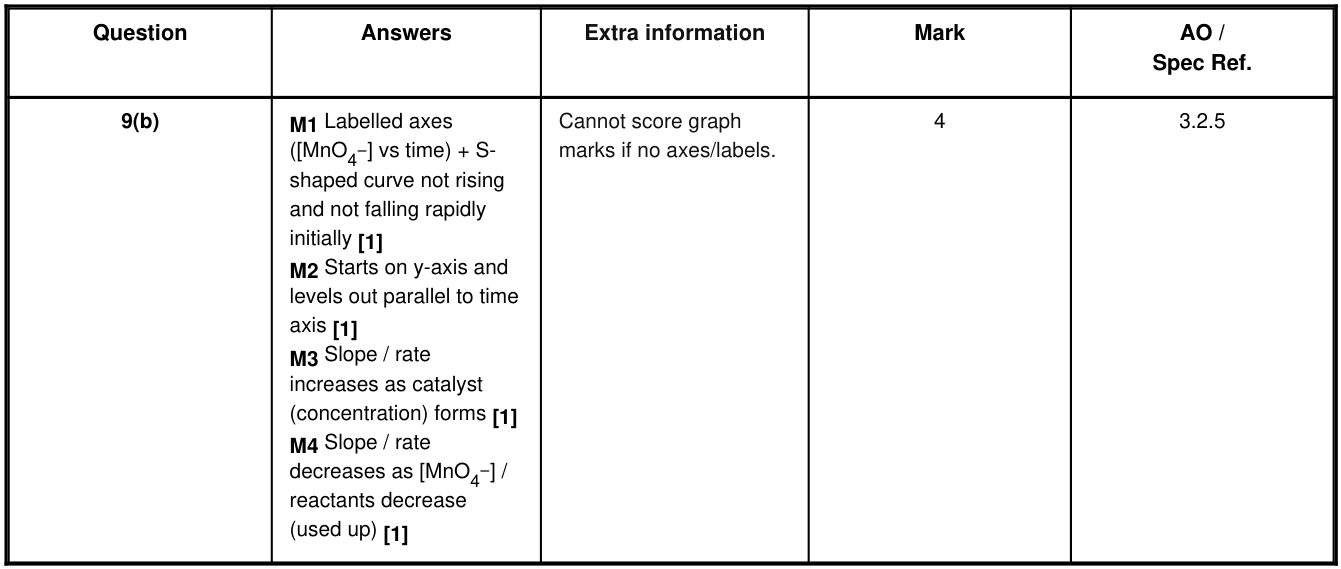 Question Answers Extra information Mark AO /
Spec Ref.
9(b)
M1 Labelled axes
([MnO4–] vs time) + S-
shaped curve not rising
and not falling rapidly
initially [1]
M2 Starts on y-axis and
levels out parallel to time
axis [1]
M3 Slope / rate
increases as catalyst
(concentration) forms [1]
M4 Slope / rate
decreases as [MnO4–] /
reactants decrease
(used up) [1]
Cannot score graph
marks if no axes/labels.
4
3.2.5